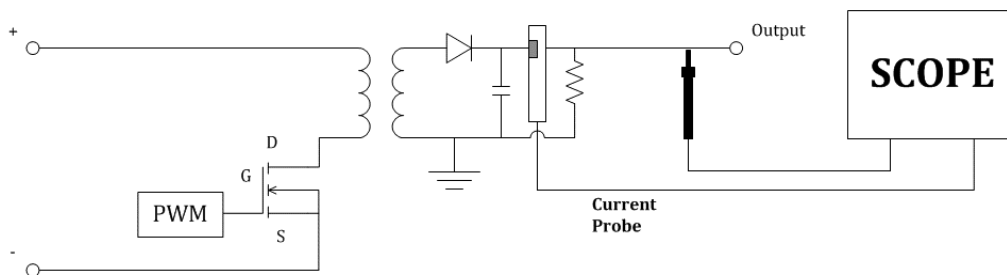 +
Output
SCOPE
D
G
PWM
S
Current
Probe
-